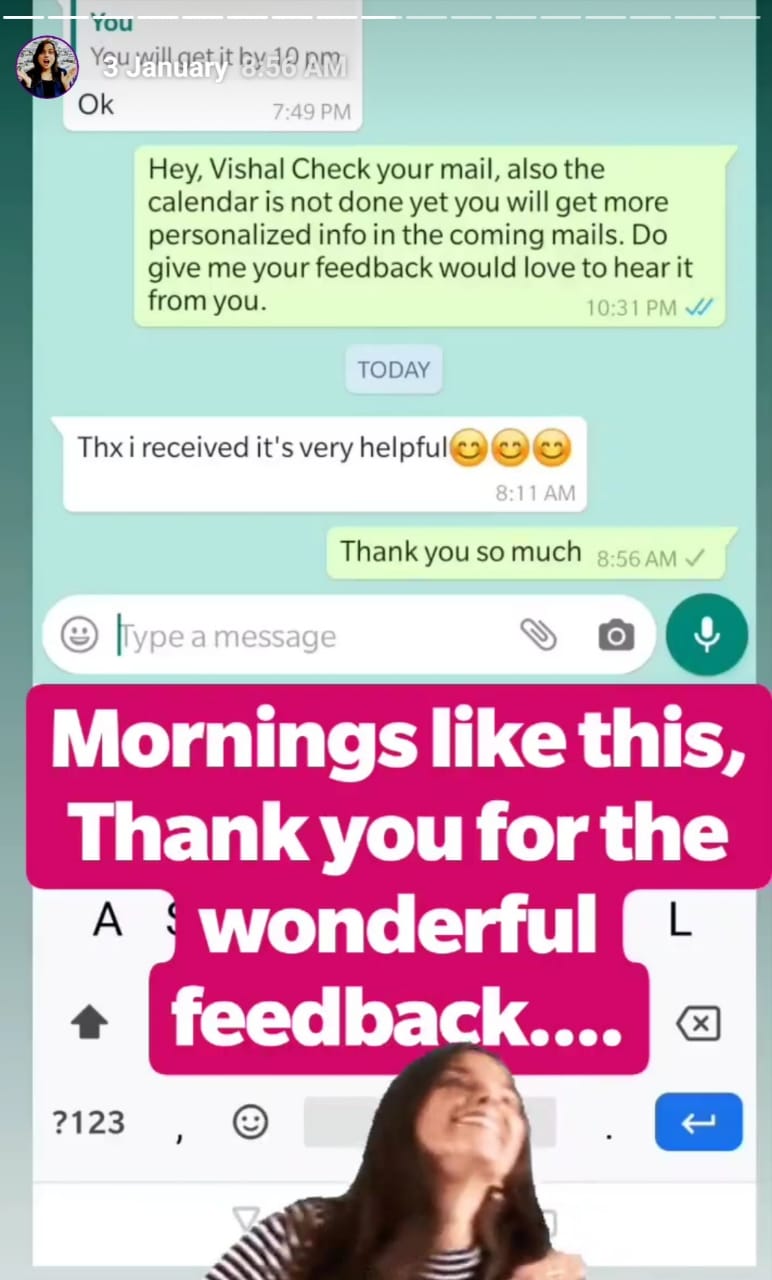 You
You will get it by 10 pm
3 January 8:56 AM
Ok
7:49 PM
Hey, Vishal Check your mail, also the
calendar is not done yet you will get more
personalized info in the coming mails. Do
give me your feedback would love to hear it
from you.
10:31 PM
TODAY
Thx i received it's very helpful😊😊😊
8:11 AM
Thank you so much 8:56 AM
Type a message
Mornings like this,
Thank you for the
wonderful
feedback....
A S L
?123 , .